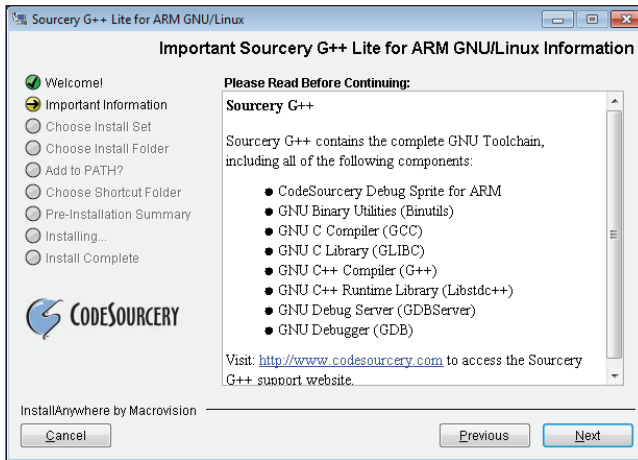 Sourcery G++ Lite for ARM GNU/Linux
Important Sourcery G++ Lite for ARM GNU/Linux Information
Welcome!
Important Information
Choose Install Set
Choose Install Folder
Add to PATH?
Choose Shortcut Folder
Pre-Installation Summary
Installing...
Install Complete
CODESOURCERY
Please Read Before Continuing:
Sourcery G++
Sourcery G++ contains the complete GNU Toolchain,
including all of the following components:
● CodeSourcery Debug Sprite for ARM
● GNU Binary Utilities (Binutils)
● GNU C Compiler (GCC)
● GNU C Library (GLIBC)
● GNU C++ Compiler (G++)
● GNU C++ Runtime Library (Libstdc++)
● GNU Debug Server (GDBServer)
● GNU Debugger (GDB)
Visit: http://www.codesourcery.com to access the Sourcery
G++ support website.
InstallAnywhere by Macrovision
Cancel
Previous
Next